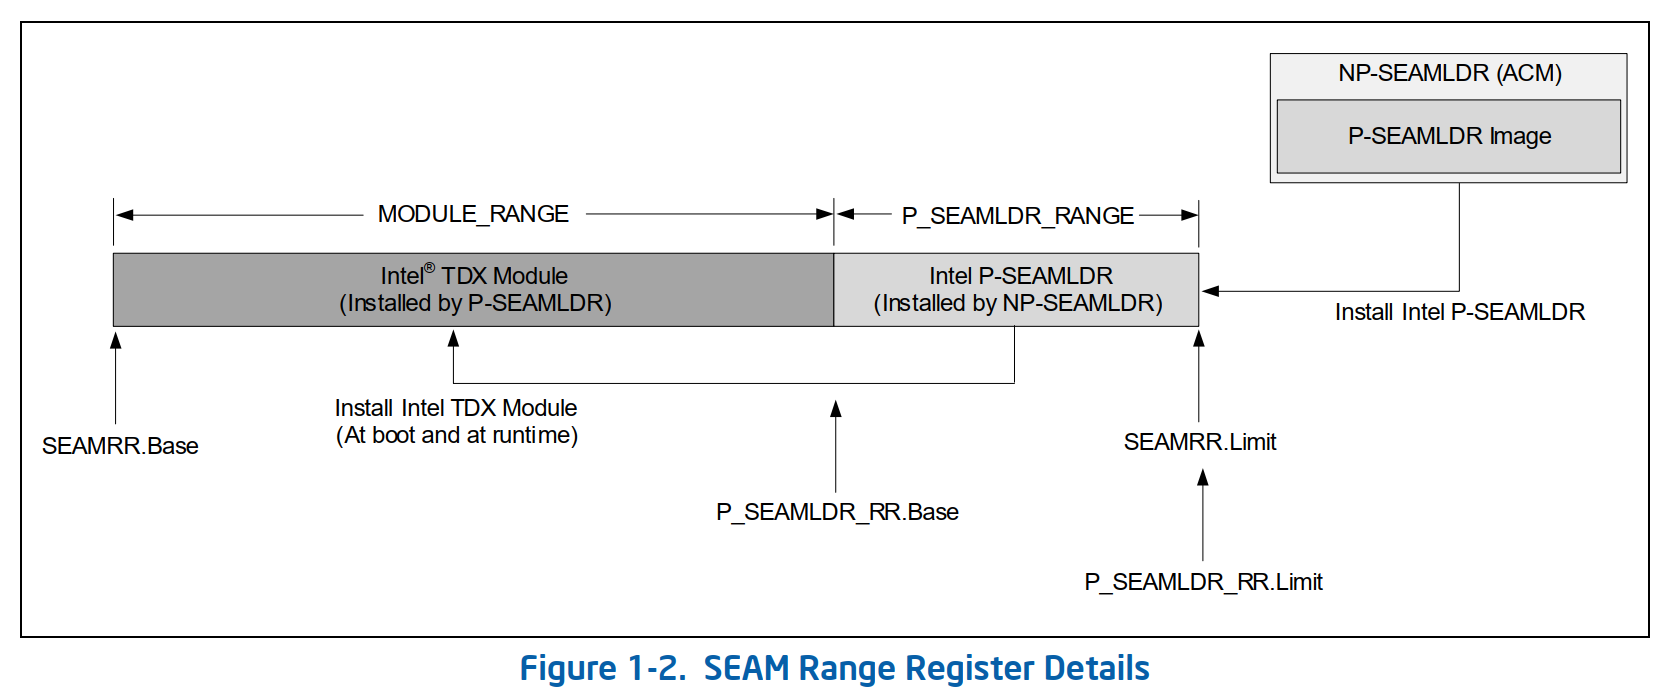 NP-SEAMLDR (ACM)
P-SEAMLDR Image
MODULE_RANGE
P_SEAMLDR_RANGE
Intel® TDX Module
(Installed by P-SEAMLDR)
Intel P-SEAMLDR
(Installed by NP-SEAMLDR)
Install Intel P-SEAMLDR
Install Intel TDX Module
(At boot and at runtime)
SEAMRR.Base
SEAMRR.Limit
P_SEAMLDR_RR.Base
P_SEAMLDR_RR.Limit
Figure 1-2. SEAM Range Register Details